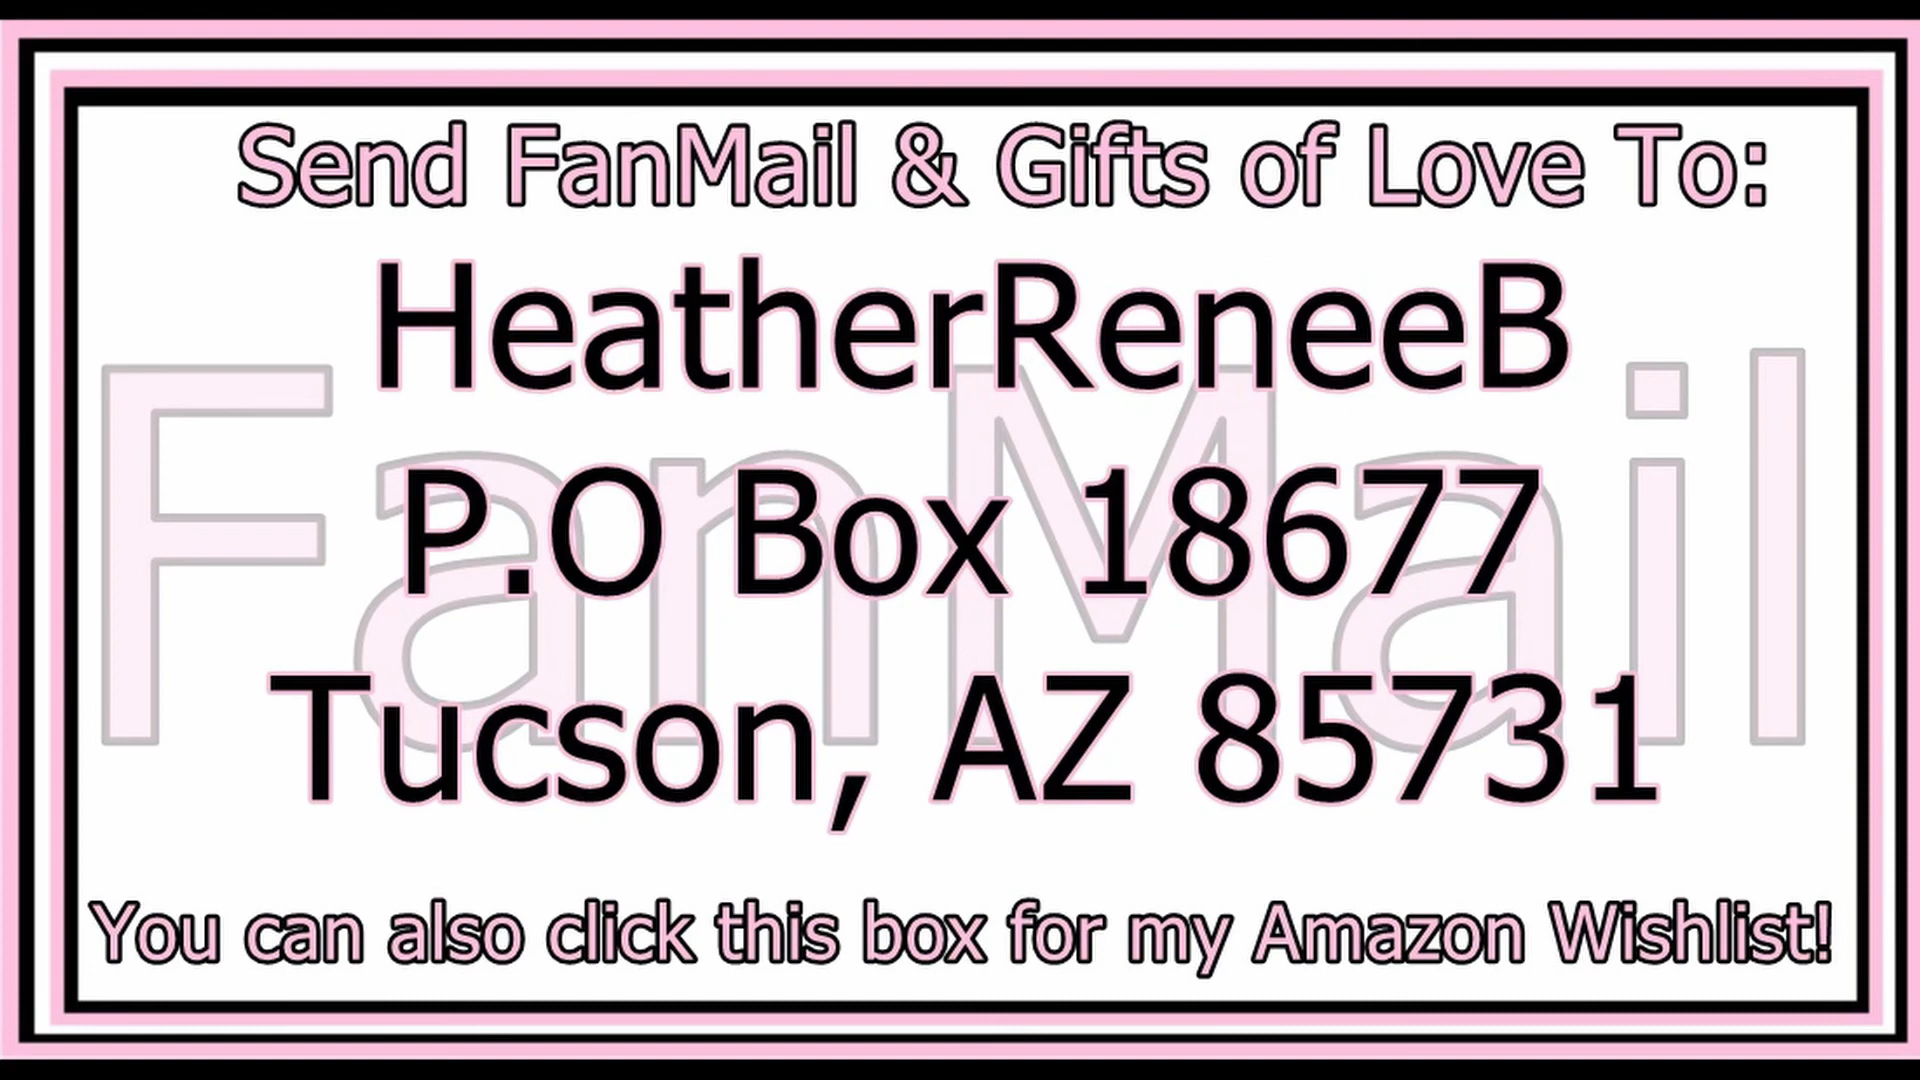 Send FanMail & Gifts of Love To:
HeatherReneeB
FanMail
P.O Box 18677
Tucson, AZ 85731
You can also click this box for my Amazon Wishlist!